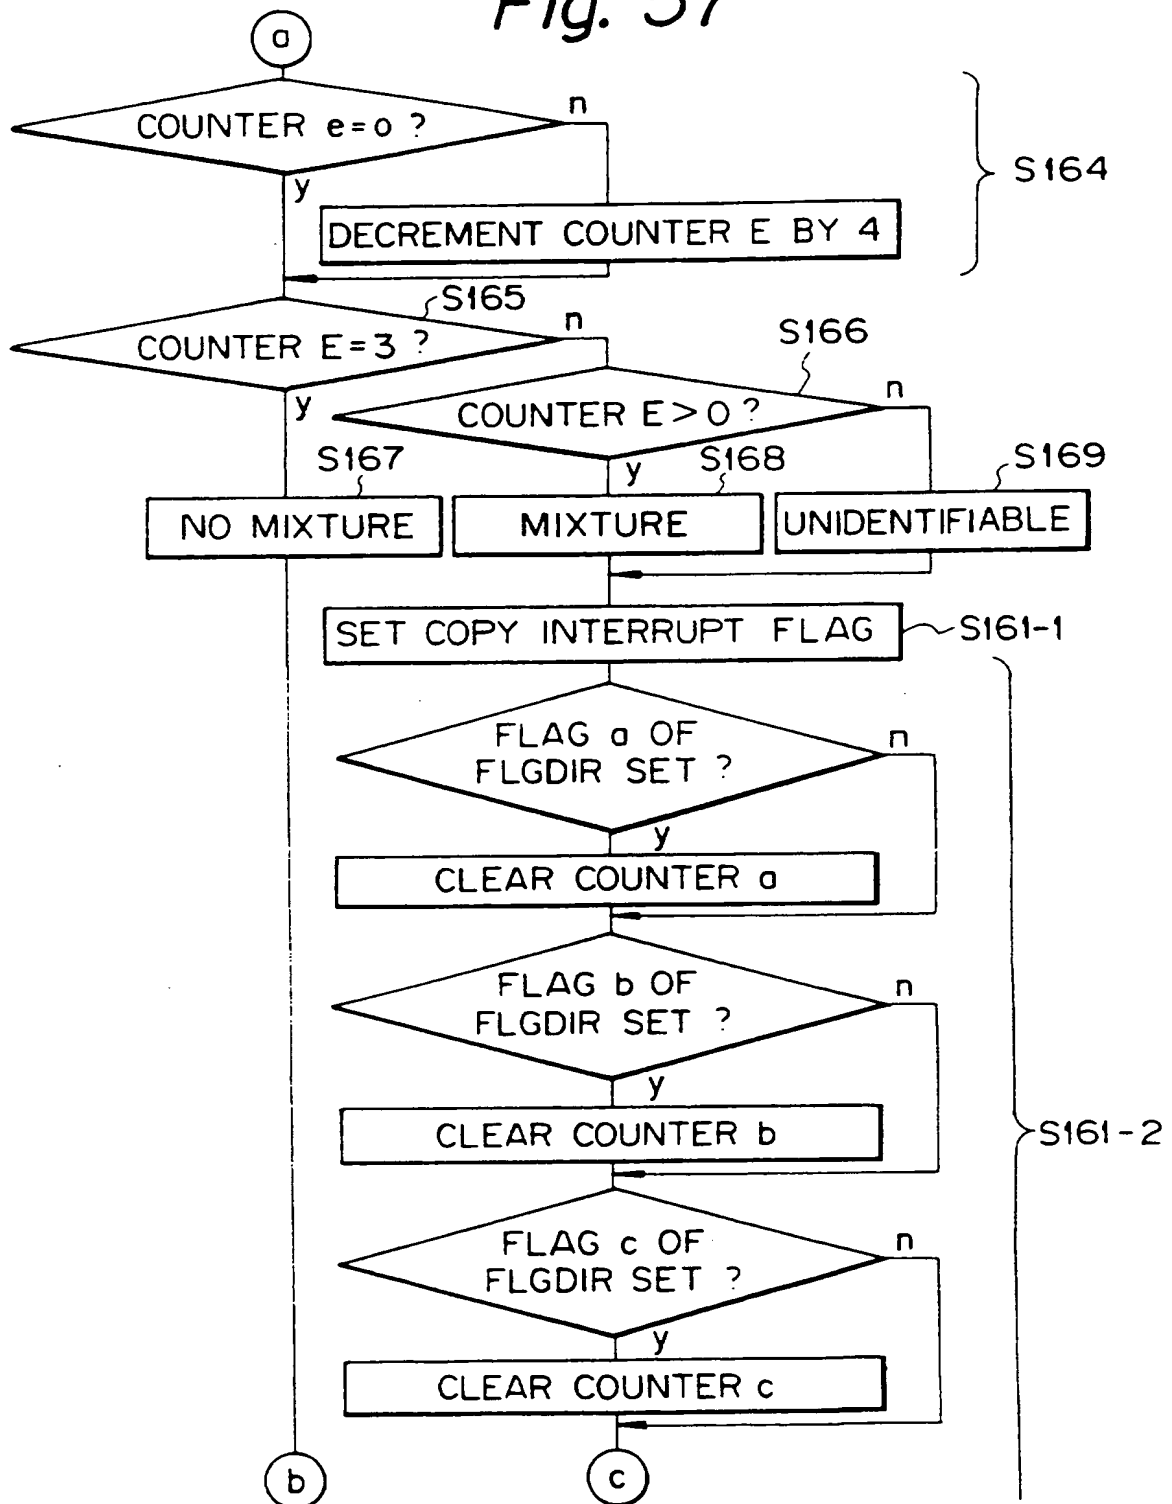 Fig. 37
a
COUNTER e=o ?
n
y
S164
DECREMENT COUNTER E BY 4
S165
COUNTER E=3 ?
n
y
S166
COUNTER E>0 ?
n
y
S167
S168
S169
NO MIXTURE
MIXTURE
UNIDENTIFIABLE
SET COPY INTERRUPT FLAG
S161-1
FLAG a OF
FLGDIR SET ?
n
y
CLEAR COUNTER a
FLAG b OF
FLGDIR SET ?
n
y
CLEAR COUNTER b
S161-2
FLAG c OF
FLGDIR SET ?
n
y
CLEAR COUNTER c
b
c